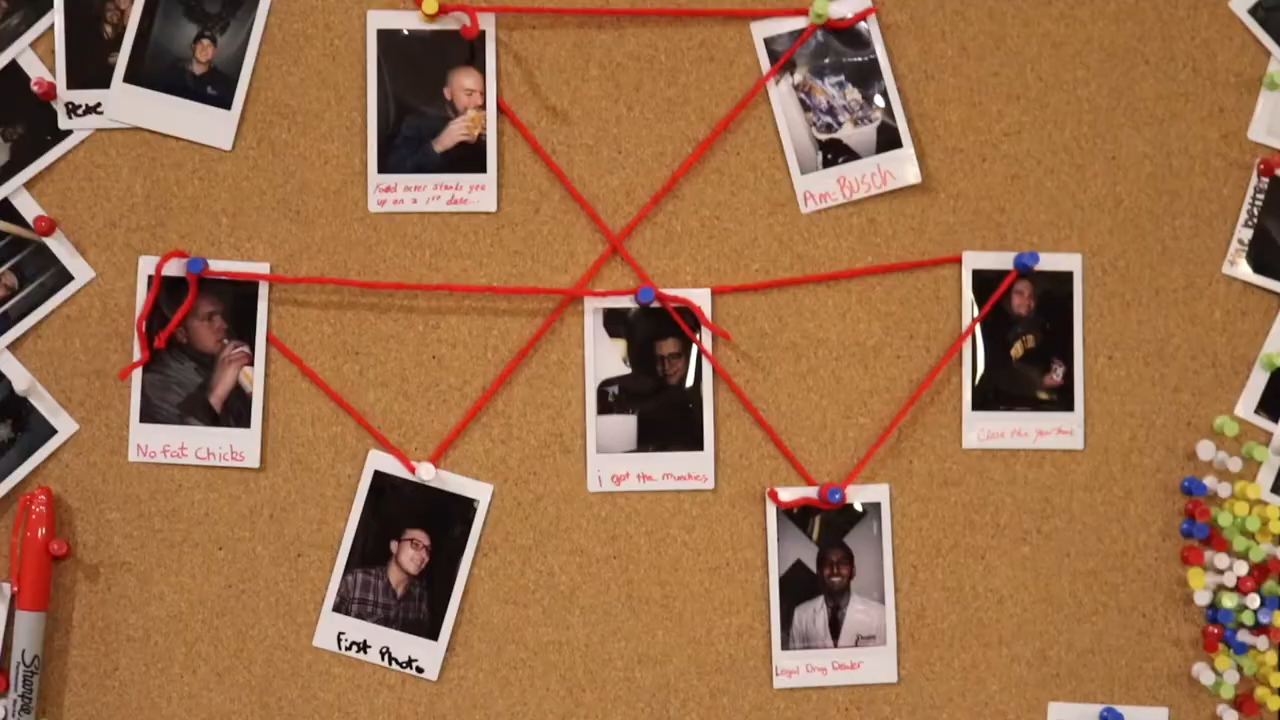 Pete
Food never stands you
up on a 1st date...
Am-Busch
No fat Chicks
i got the munchies
First Photo
Legal Drug Dealer
Sharpie